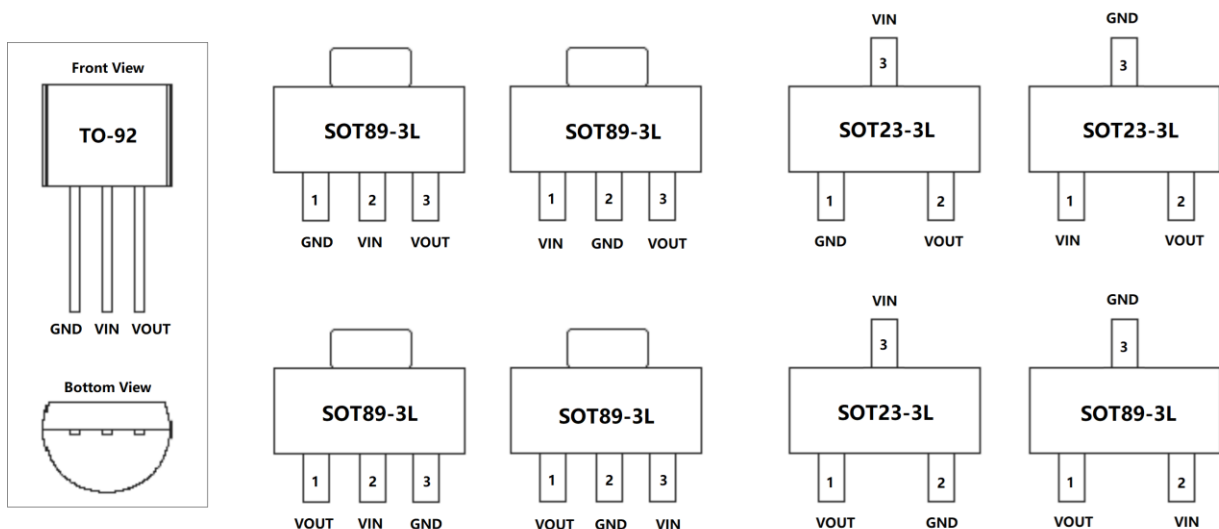 Front View
TO-92
GND VIN VOUT
Bottom View
SOT89-3L
1 2 3
GND VIN VOUT
SOT89-3L
1 2 3
VIN GND VOUT
VIN
3
SOT23-3L
1 2
GND VOUT
GND
3
SOT23-3L
1 2
VIN VOUT
SOT89-3L
1 2 3
VOUT VIN GND
SOT89-3L
1 2 3
VOUT GND VIN
VIN
3
SOT23-3L
1 2
VOUT GND
GND
3
SOT89-3L
1 2
VOUT VIN